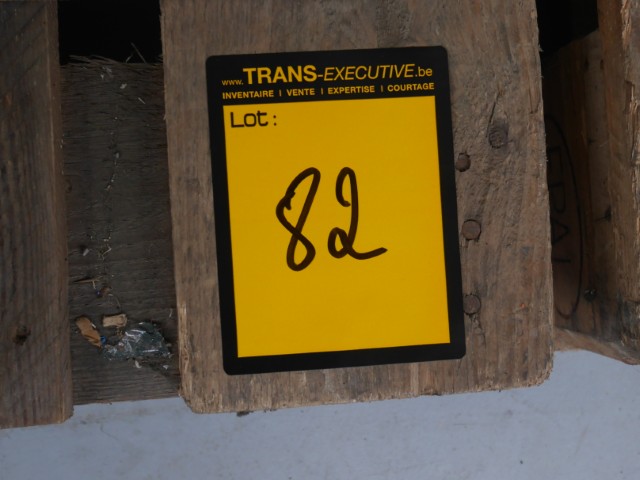 www.TRANS-EXECUTIVE.be
INVENTAIRE | VENTE | EXPERTISE | COURTAGE
Lot:
82